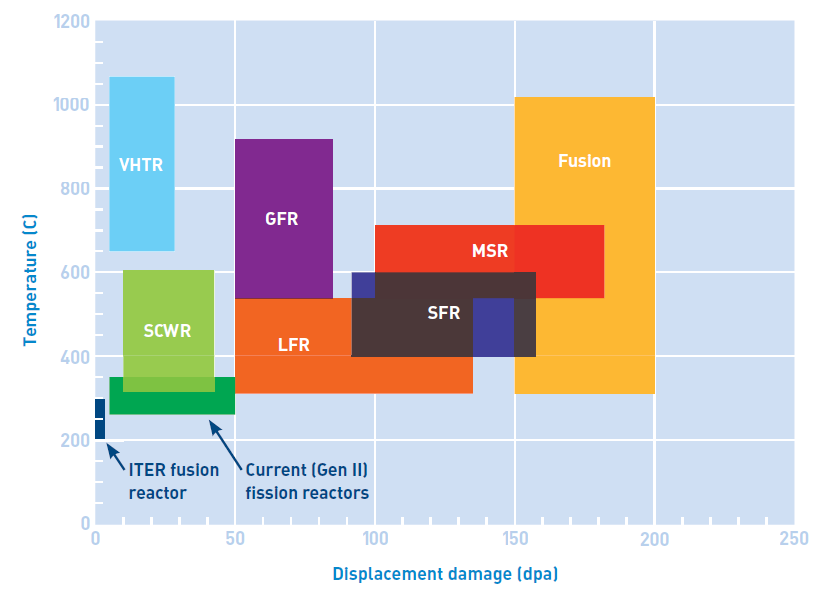 1200
1000
800
600
400
200
0
Temperature (C)
VHTR
GFR
Fusion
MSR
SCWR
SFR
LFR
ITER fusion
reactor
Current (Gen II)
fission reactors
0 50 100 150 200 250
Displacement damage (dpa)